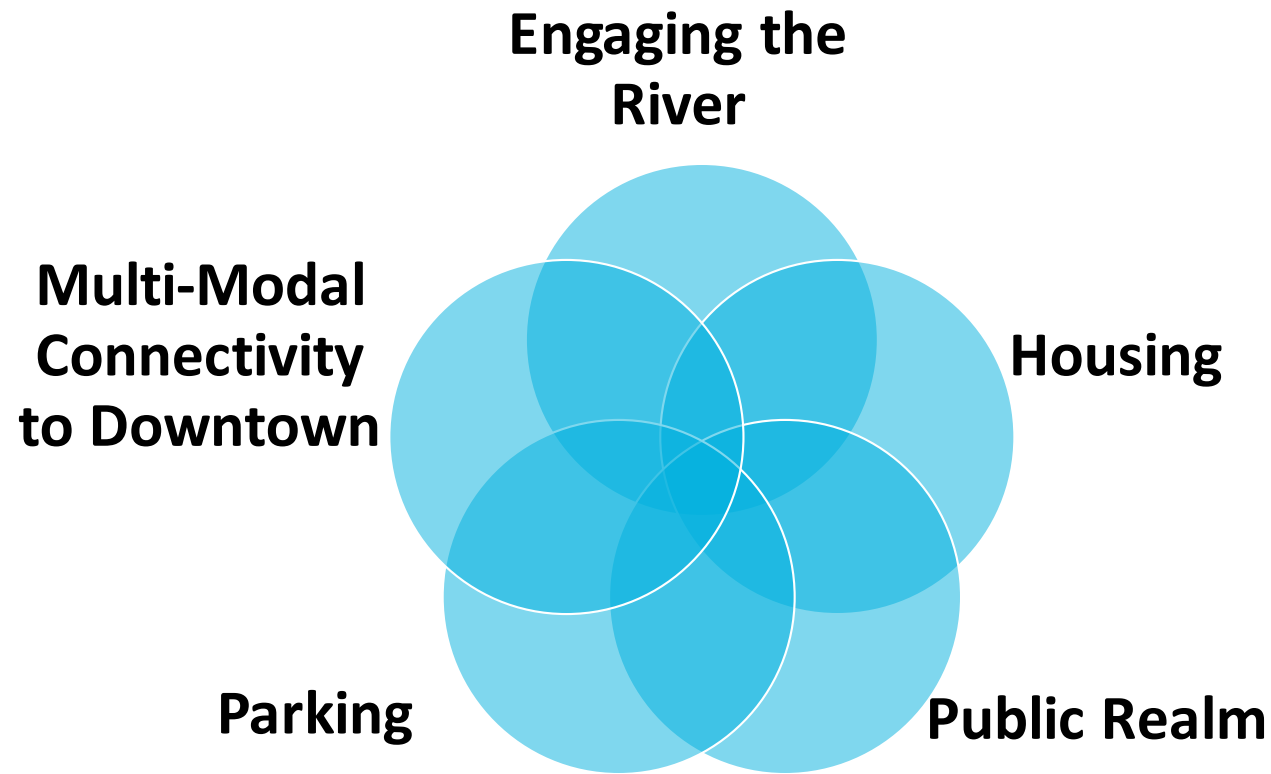 Engaging the
River
Multi-Modal
Connectivity
to Downtown
Housing
Parking
Public Realm